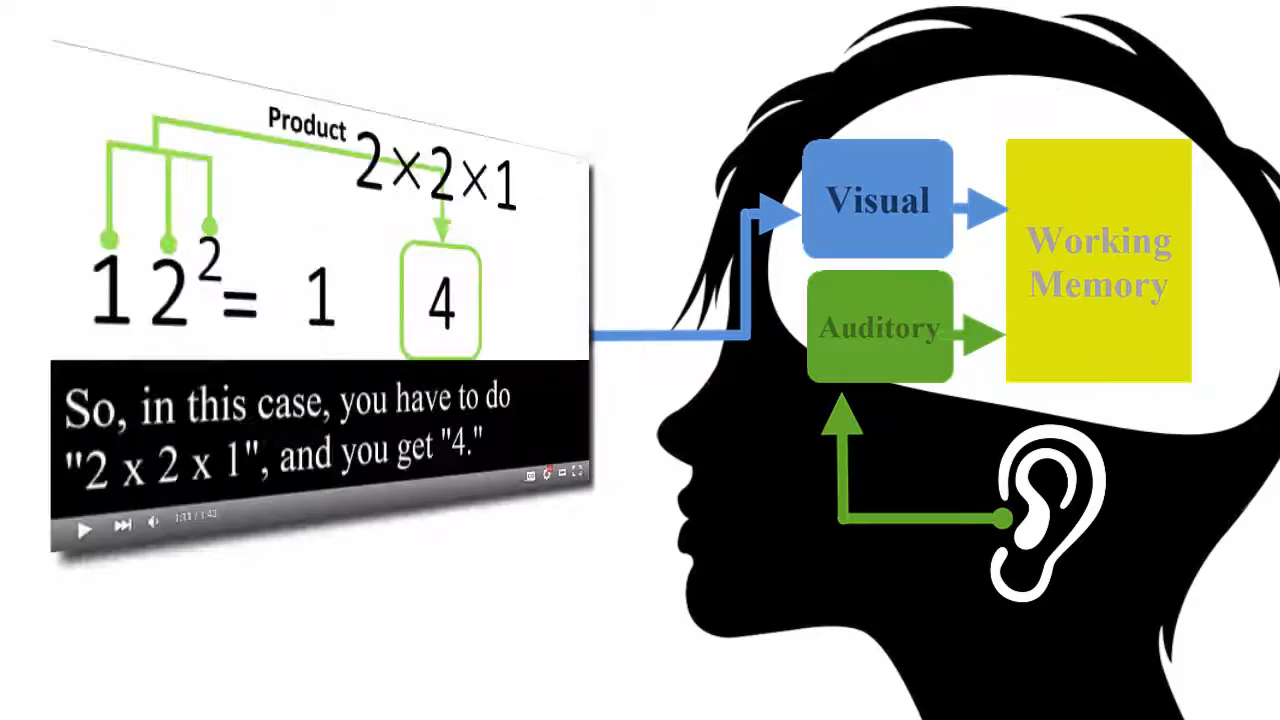 Product
2×2×1
12²= 1 4
So, in this case, you have to do
"2 x 2 x 1", and you get "4."
Visual
Auditory
Working
Memory